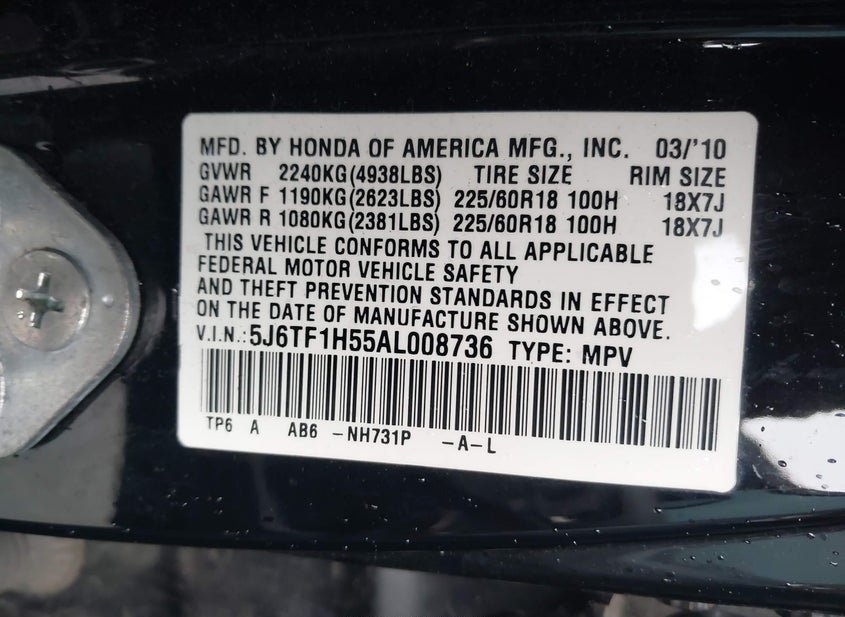 MFD. BY HONDA OF AMERICA MFG., INC. 03/'10
GVWR 2240KG(4938LBS) TIRE SIZE RIM SIZE
GAWR F 1190KG(2623LBS) 225/60R18 100H 18X7J
GAWR R 1080KG(2381LBS) 225/60R18 100H 18X7J
THIS VEHICLE CONFORMS TO ALL APPLICABLE
FEDERAL MOTOR VEHICLE SAFETY
AND THEFT PREVENTION STANDARDS IN EFFECT
ON THE DATE OF MANUFACTURE SHOWN ABOVE.
V.I.N.:5J6TF1H55AL008736 TYPE: MPV
TP6 A AB6 -NH731P -A-L